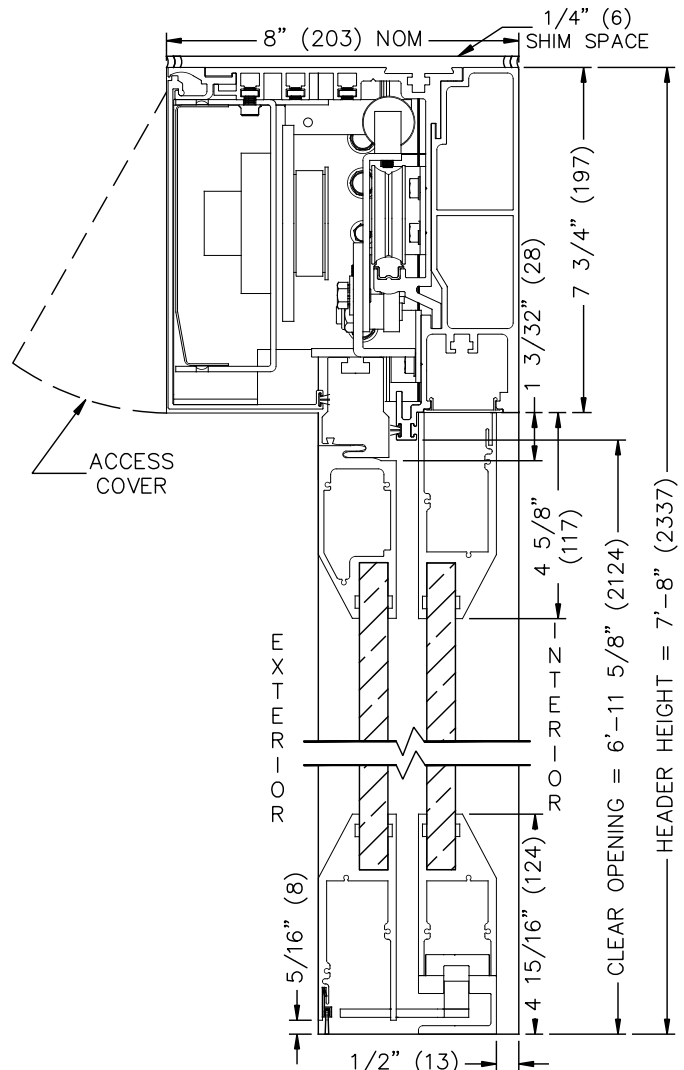 8" (203) NOM
1/4" (6)
SHIM SPACE
7 3/4" (197)
1 3/32" (28)
ACCESS
COVER
4 5/8"
(117)
EXTERIOR
INTERIOR
CLEAR OPENING = 6'-11 5/8" (2124)
HEADER HEIGHT = 7'-8" (2337)
5/16" (8)
4 15/16" (124)
1/2" (13)